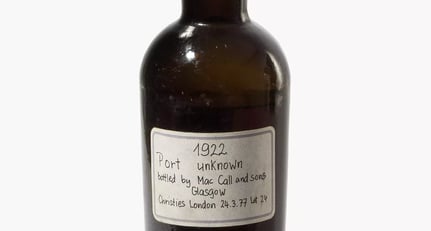 1922
Port unknown
bottled by Mac Call and sons
Glasgow
Christies London 24.3.77 Lot 24